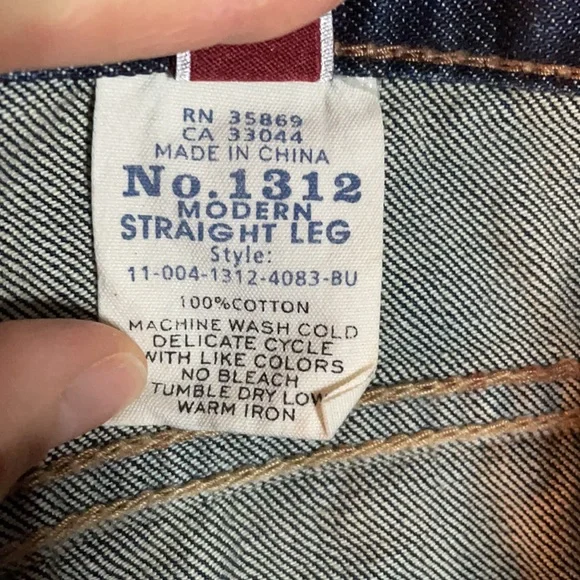 RN 35869
CA 33044
MADE IN CHINA
No.1312
MODERN
STRAIGHT LEG
Style:
11-004-1312-4083-BU
100%COTTON
MACHINE WASH COLD
DELICATE CYCLE
WITH LIKE COLORS
NO BLEACH
TUMBLE DRY LOW
WARM IRON